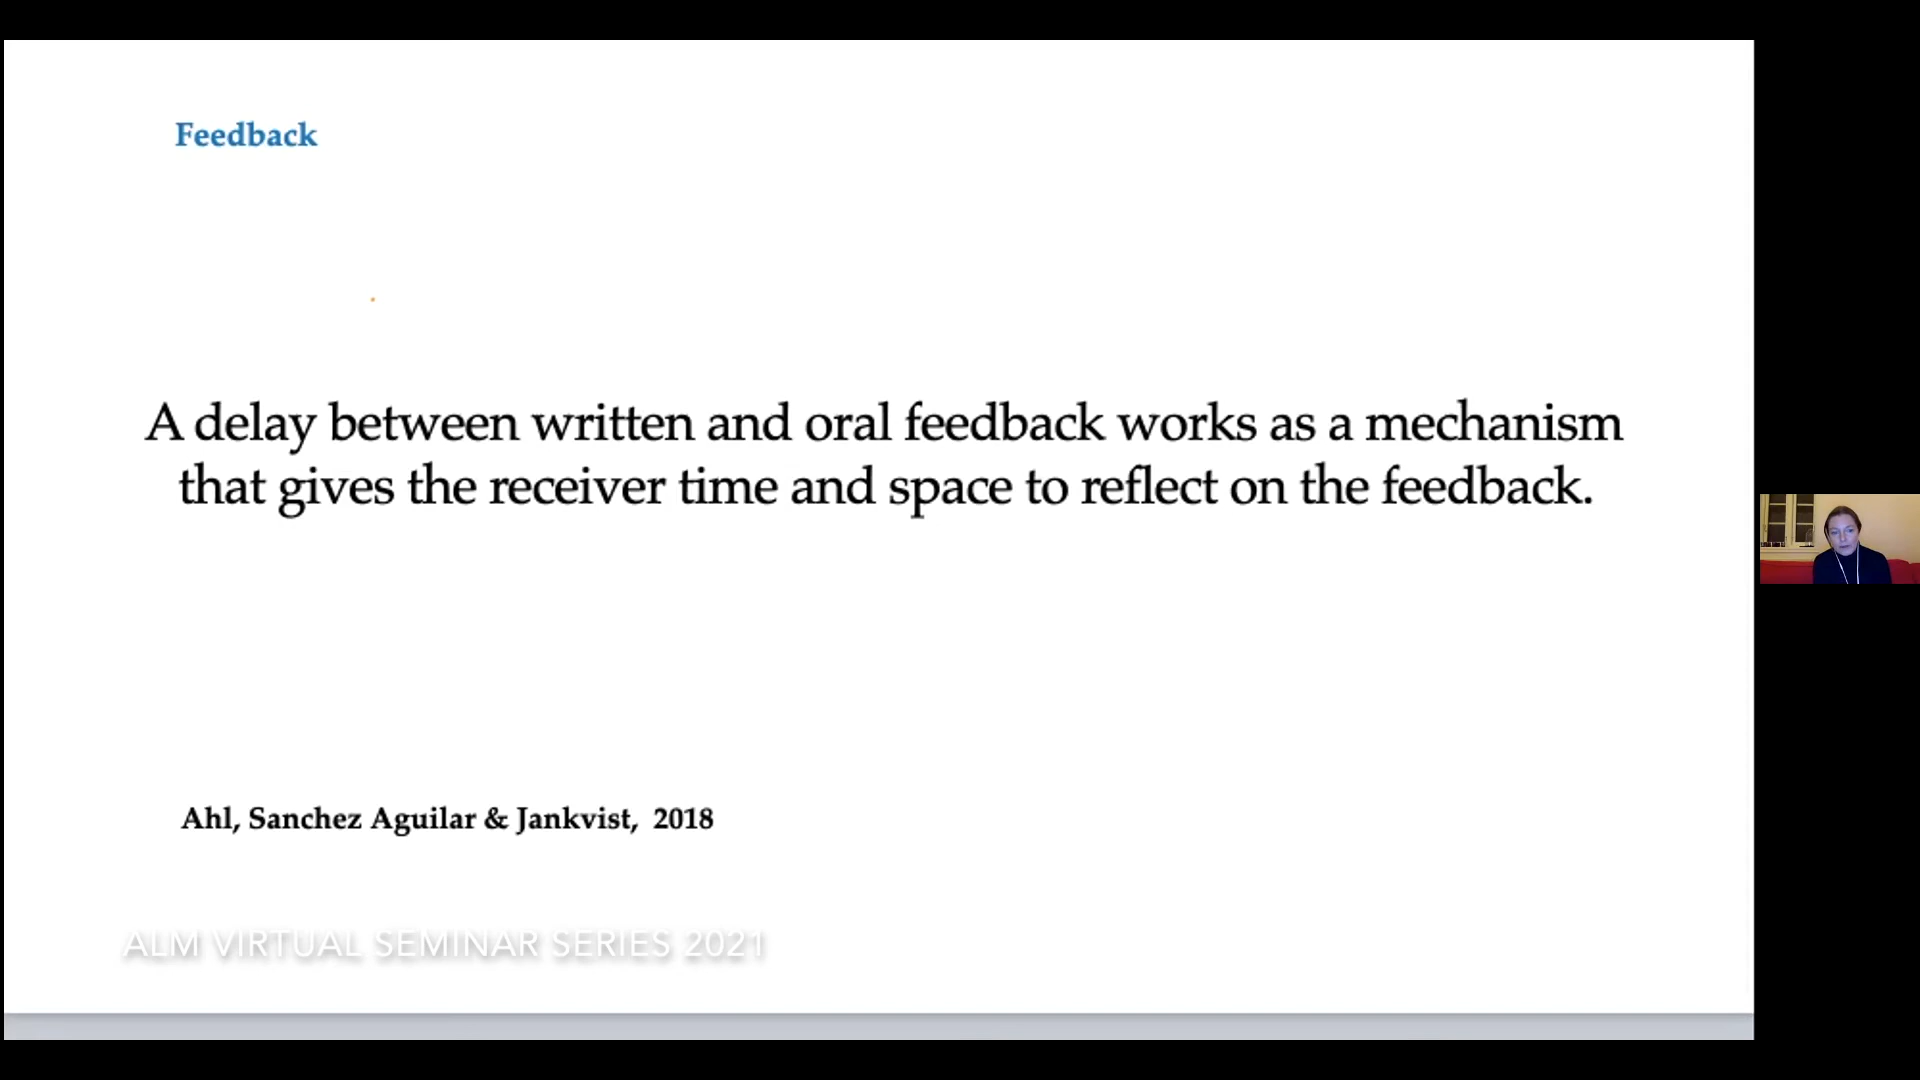 Feedback
A delay between written and oral feedback works as a mechanism
that gives the receiver time and space to reflect on the feedback.
Ahl, Sanchez Aguilar & Jankvist, 2018
ALM VIRTUAL SEMINAR SERIES 2021